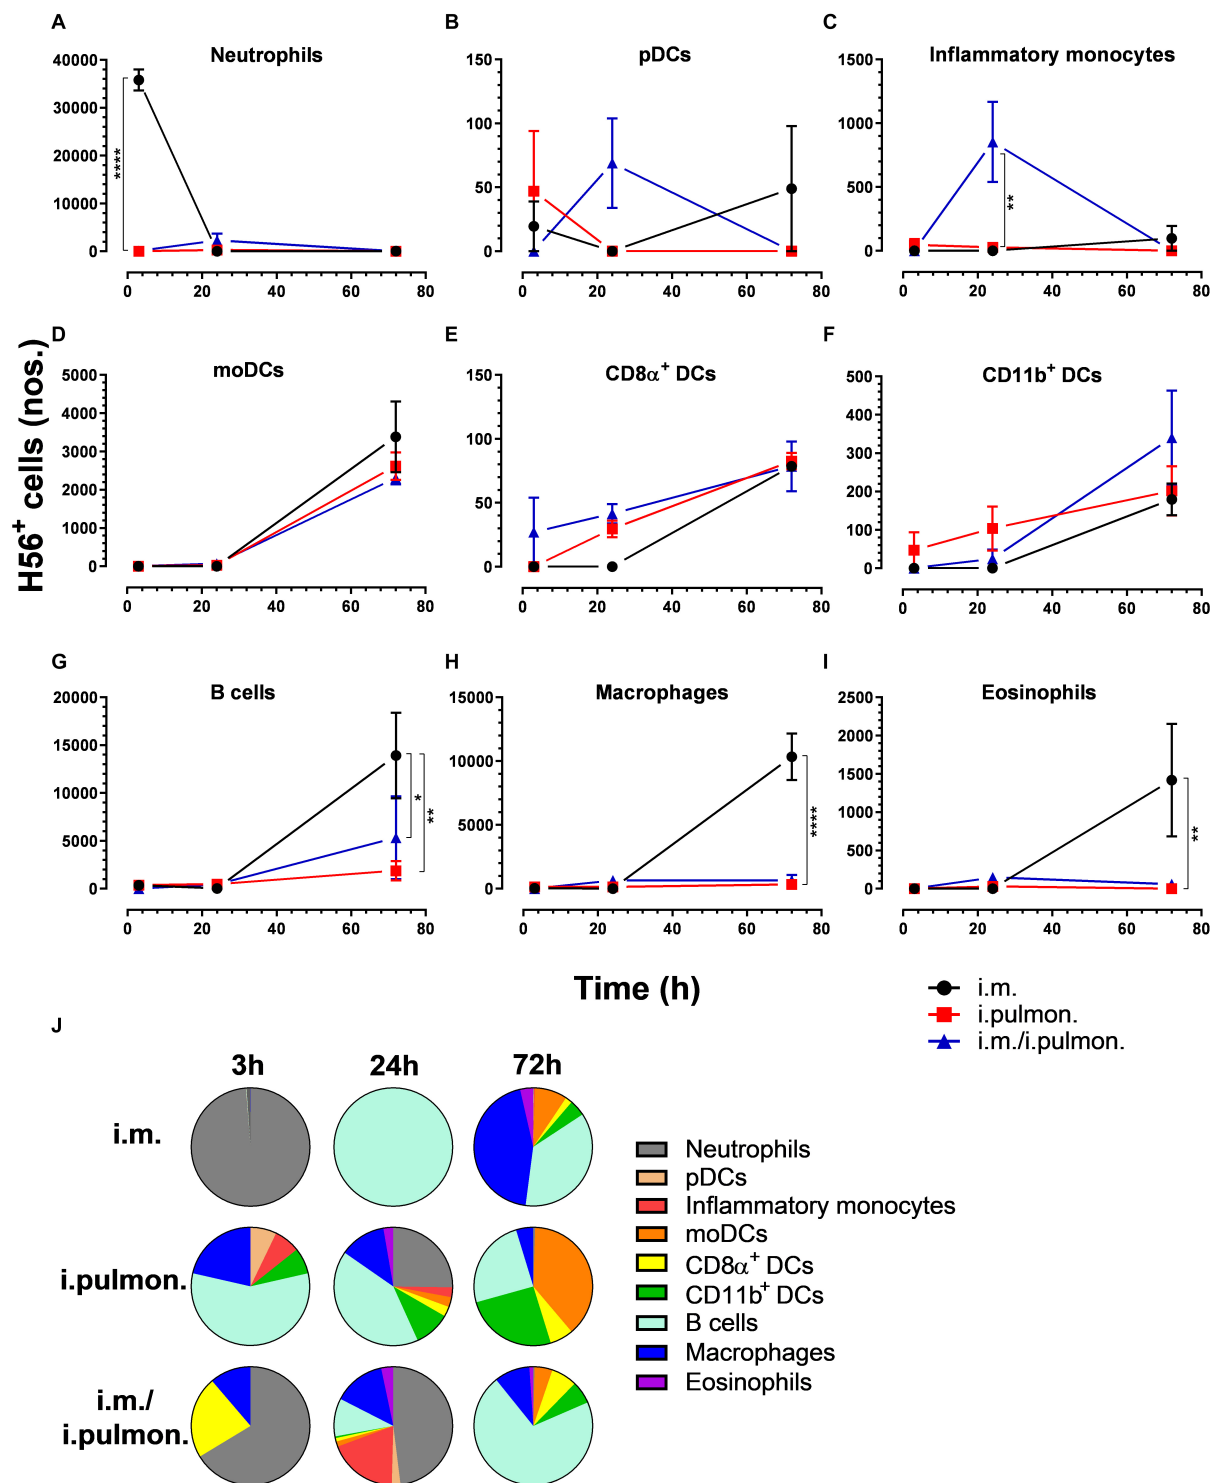 A
B
C
Neutrophils
pDCs
Inflammatory monocytes
40000
30000
20000
10000
0
****
0 20 40 60 80
150
100
50
0
0 20 40 60 80
1500
1000
500
0
**
0 20 40 60 80
D
E
F
moDCs
CD8α+ DCs
CD11b+ DCs
5000
4000
3000
2000
1000
0
0 20 40 60 80
150
100
50
0
0 20 40 60 80
500
400
300
200
100
0
0 20 40 60 80
H56+ cells (nos.)
G
H
I
B cells
Macrophages
Eosinophils
20000
15000
10000
5000
0
*
**
0 20 40 60 80
15000
10000
5000
0
****
0 20 40 60 80
2500
2000
1500
1000
500
0
**
0 20 40 60 80
Time (h)
i.m.
i.pulmon.
i.m./i.pulmon.
J
3h 24h 72h
i.m.
i.pulmon.
i.m./
i.pulmon.
Neutrophils
pDCs
Inflammatory monocytes
moDCs
CD8α+ DCs
CD11b+ DCs
B cells
Macrophages
Eosinophils